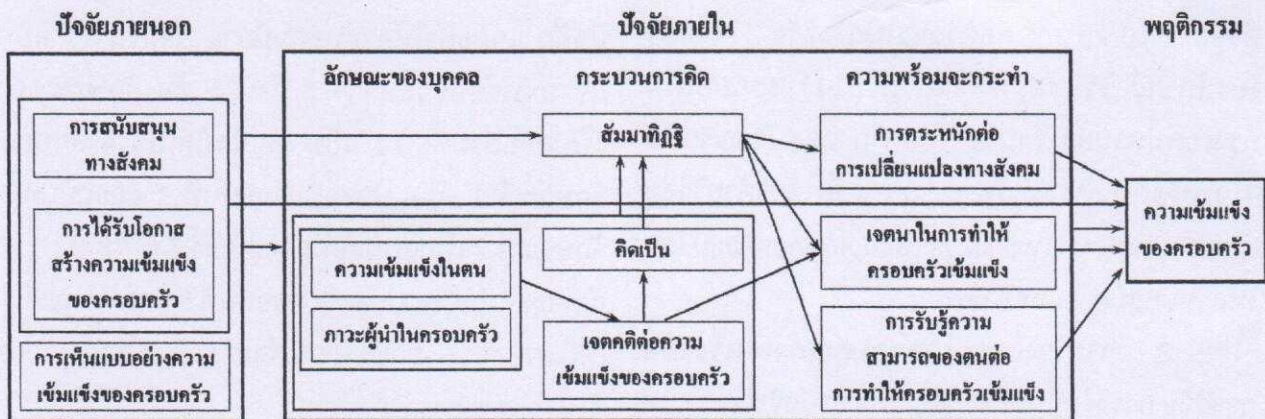 ปัจจัยภายนอก
ปัจจัยภายใน
พฤติกรรม
ลักษณะของบุคคล
กระบวนการคิด
ความพร้อมจะกระทำ
การสนับสนุน
ทางสังคม
การได้รับโอกาส
สร้างความเข้มแข็ง
ของครอบครัว
การเห็นแบบอย่างความ
เข้มแข็งของครอบครัว
ความเข้มแข็งในตน
ภาวะผู้นำในครอบครัว
สัมมาทิฏฐิ
คิดเป็น
เจตคติต่อความ
เข้มแข็งของครอบครัว
การตระหนักต่อ
การเปลี่ยนแปลงทางสังคม
เจตนาในการทำให้
ครอบครัวเข้มแข็ง
การรับรู้ความ
สามารถของตนต่อ
การทำให้ครอบครัวเข้มแข็ง
ความเข้มแข็ง
ของครอบครัว